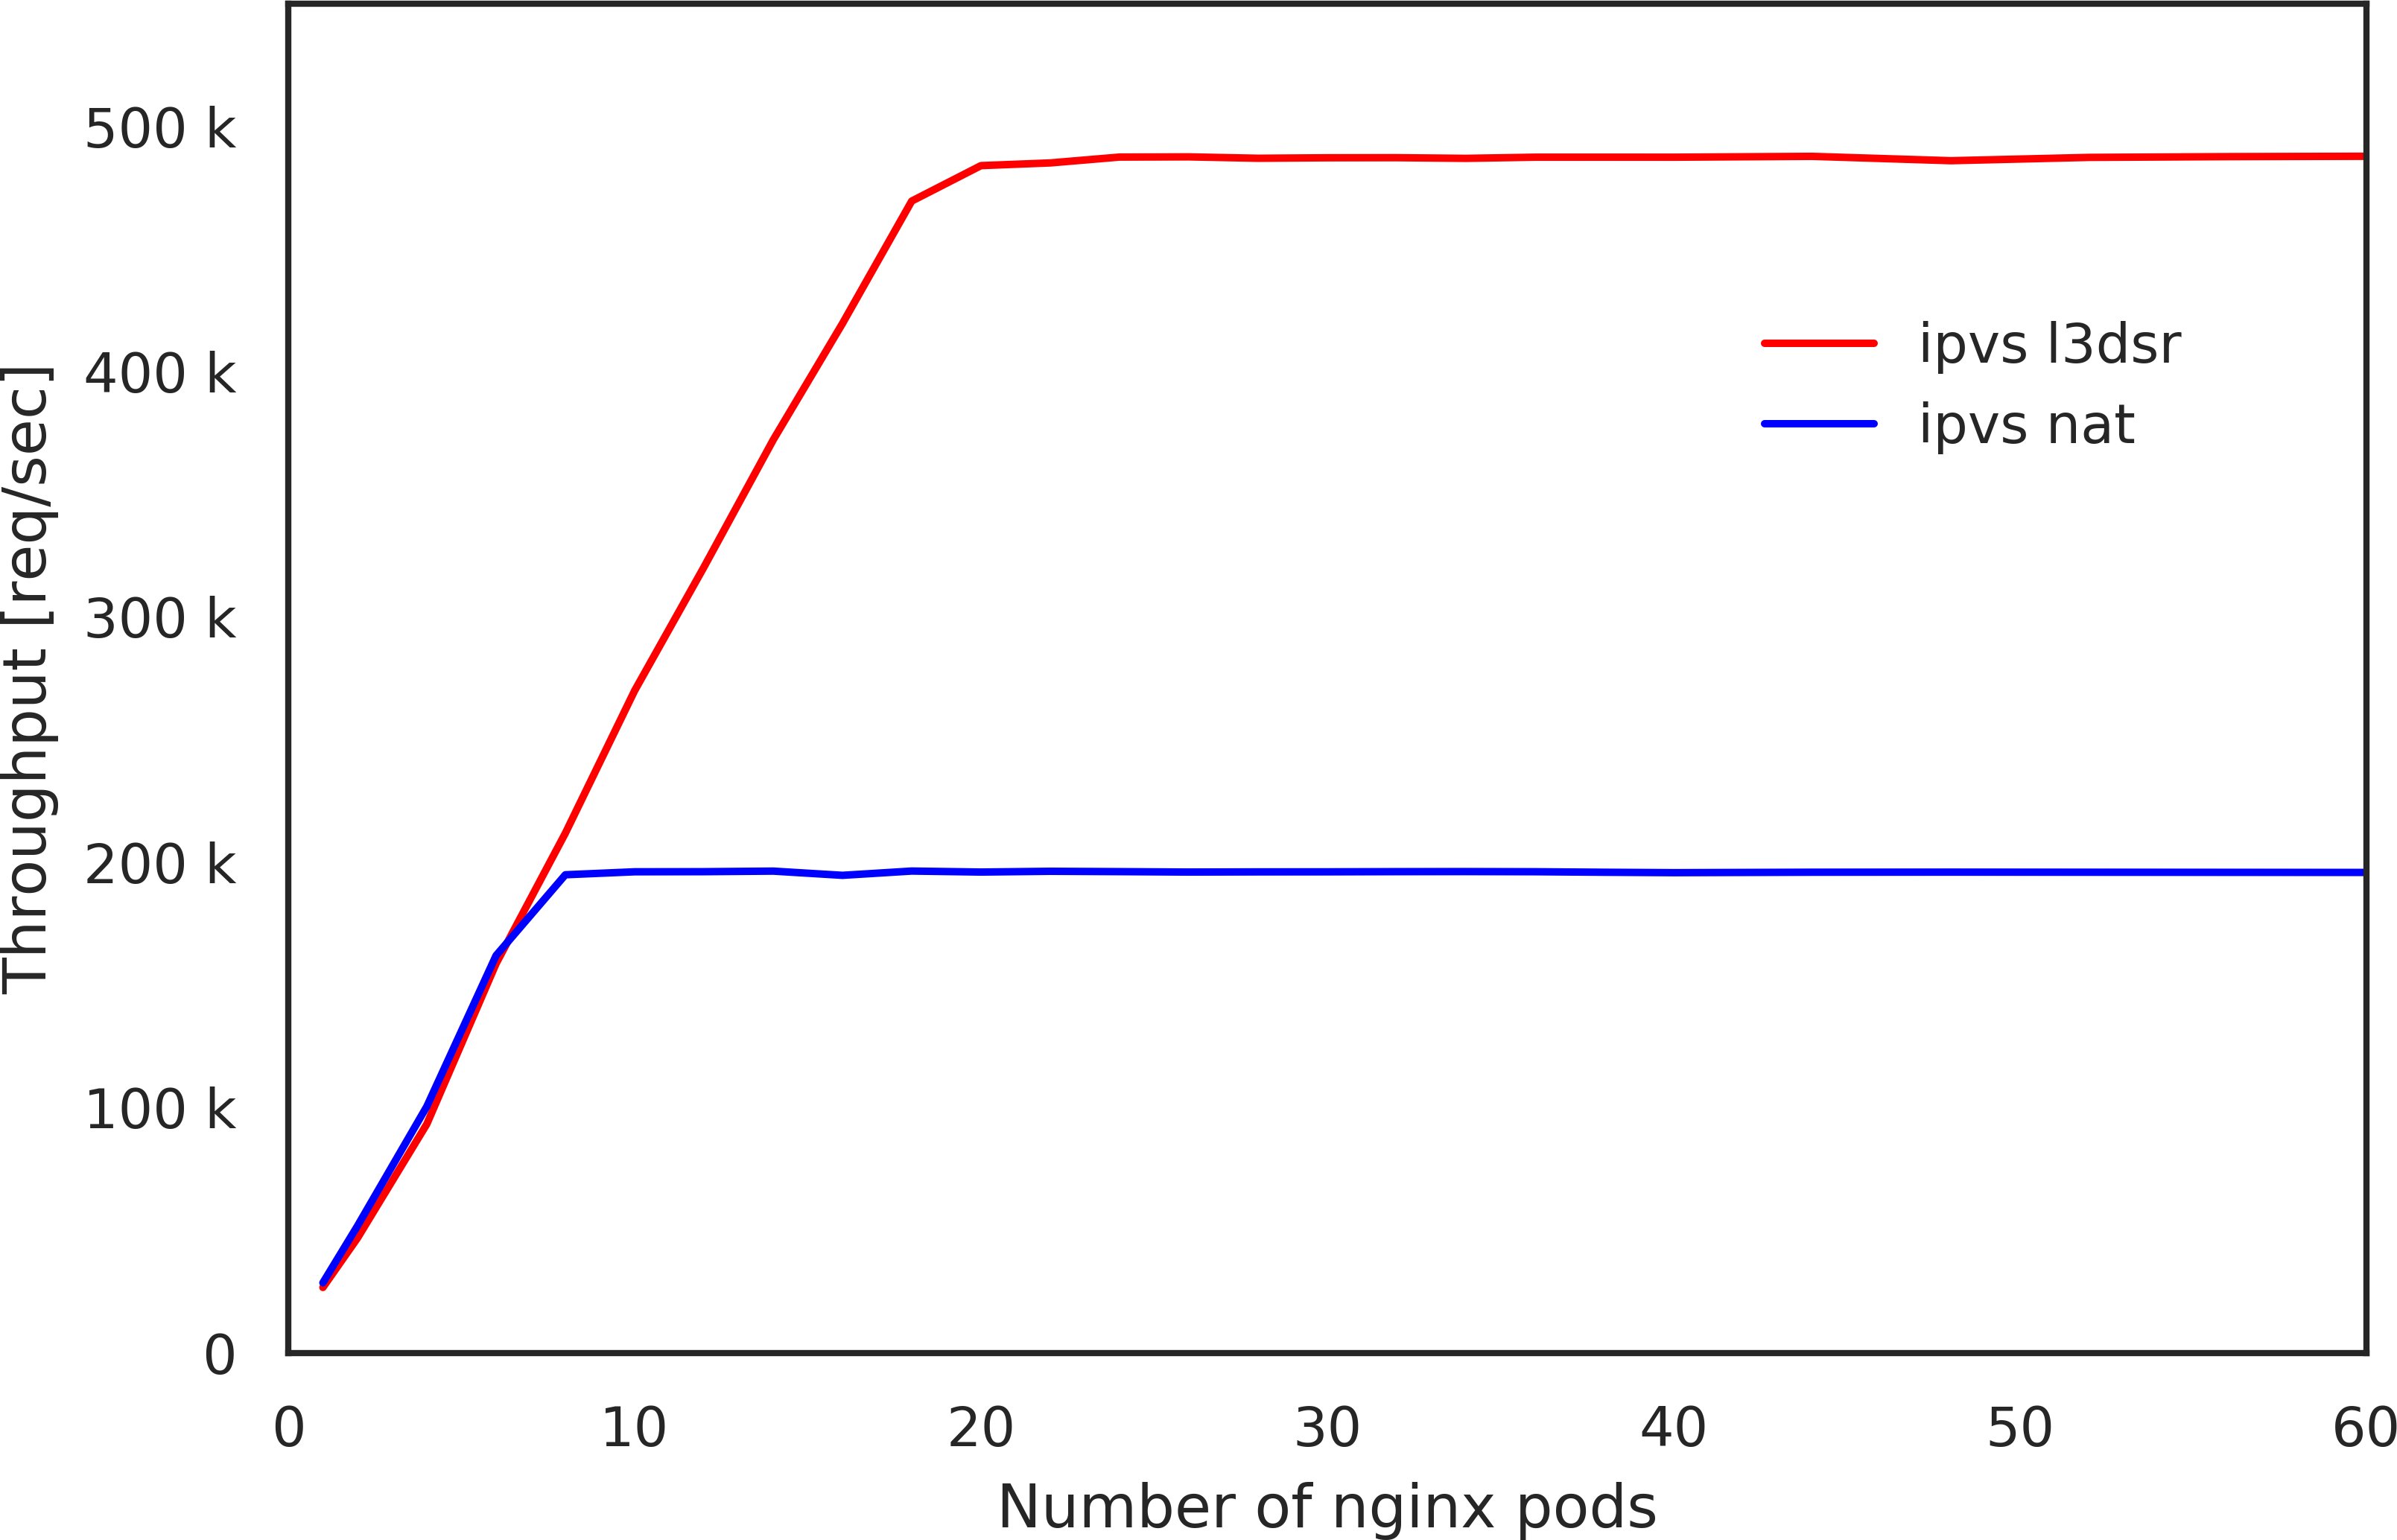 500 k
400 k
300 k
200 k
100 k
0
Throughput [req/sec]
ipvs l3dsr
ipvs nat
0 10 20 30 40 50 60
Number of nginx pods